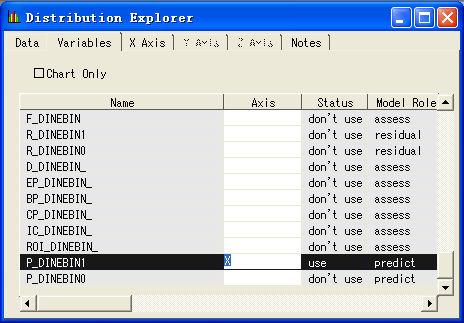 Distribution Explorer
Data Variables X Axis Y Axis Z Axis Notes
Chart Only
Name Axis Status Model Role
F_DINEBIN don't use assess
R_DINEBIN1 don't use residual
R_DINEBIN0 don't use residual
D_DINEBIN_ don't use assess
EP_DINEBIN_ don't use assess
BP_DINEBIN_ don't use assess
CP_DINEBIN_ don't use assess
IC_DINEBIN_ don't use assess
ROI_DINEBIN_ don't use assess
P_DINEBIN1 X use predict
P_DINEBIN0 don't use predict